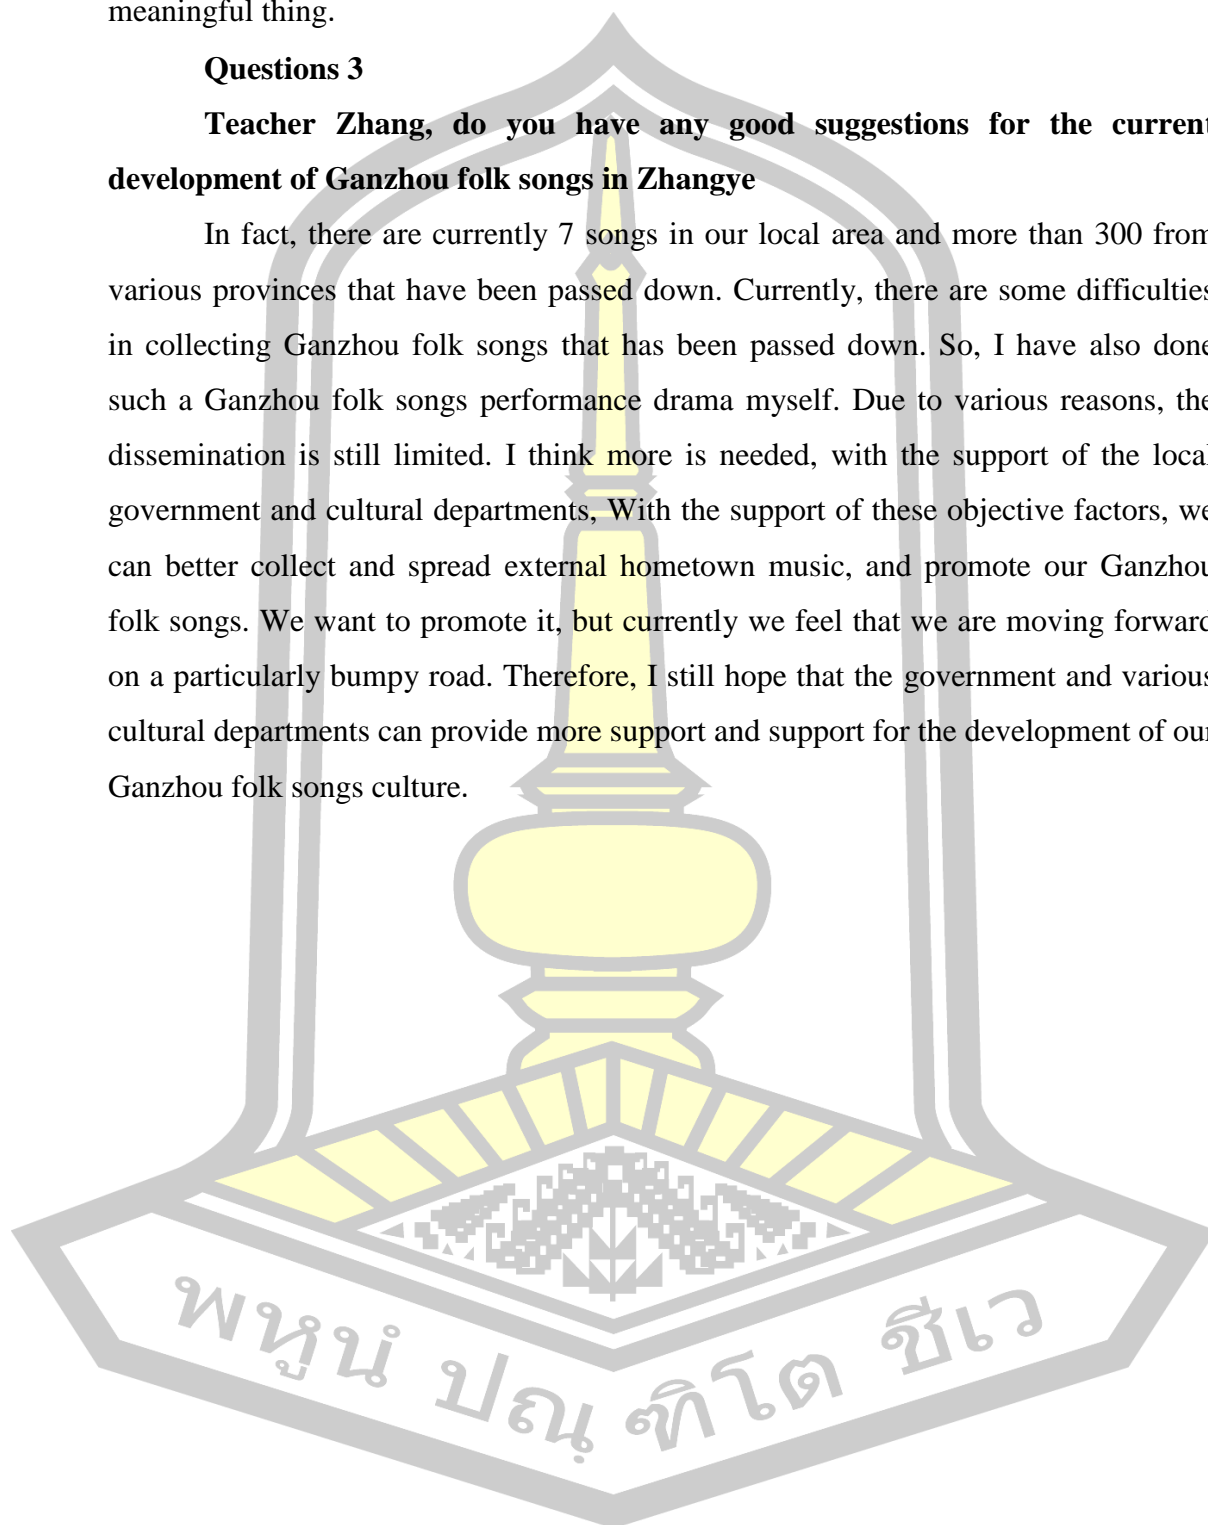 meaningful thing.
Questions 3
Teacher Zhang, do you have any good suggestions for the current
development of Ganzhou folk songs in Zhangye
In fact, there are currently 7 songs in our local area and more than 300 from
various provinces that have been passed down. Currently, there are some difficulties
in collecting Ganzhou folk songs that has been passed down. So, I have also done
such a Ganzhou folk songs performance drama myself. Due to various reasons, the
dissemination is still limited. I think more is needed, with the support of the local
government and cultural departments, With the support of these objective factors, we
can better collect and spread external hometown music, and promote our Ganzhou
folk songs. We want to promote it, but currently we feel that we are moving forward
on a particularly bumpy road. Therefore, I still hope that the government and various
cultural departments can provide more support and support for the development of our
Ganzhou folk songs culture.
พหูนํ ปณฺ ฑิโต ชีเว